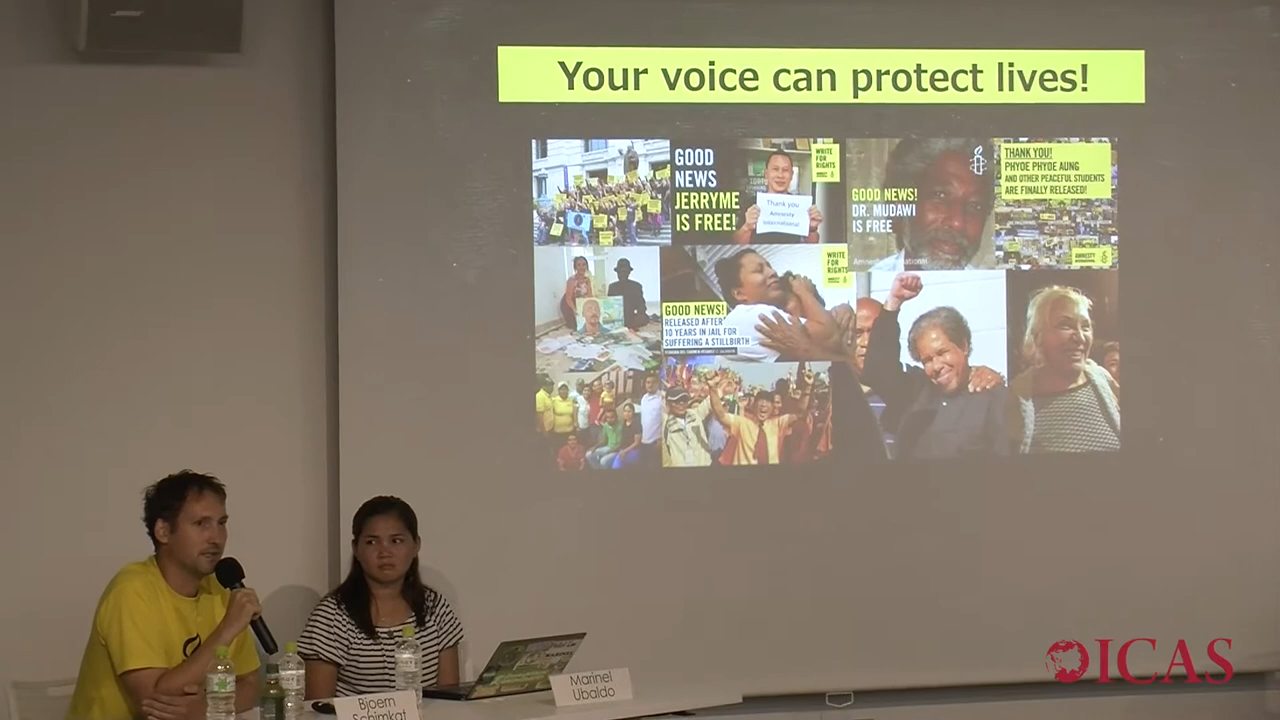 Your voice can protect lives!
GOOD
NEWS
JERRYME
IS FREE!
WRITE
FOR
RIGHTS
Thank you
Amnesty
International
GOOD NEWS!
DR. MUDAWI
IS FREE
THANK YOU!
PHYOE PHYOE AUNG
AND OTHER PEACEFUL STUDENTS
ARE FINALLY RELEASED!
AMNESTY
WRITE
FOR
RIGHTS
GOOD NEWS!
RELEASED AFTER
10 YEARS IN JAIL FOR
SUFFERING A STILLBIRTH
Marinel
Ubaldo
Bjoern
Schimkat
ICAS